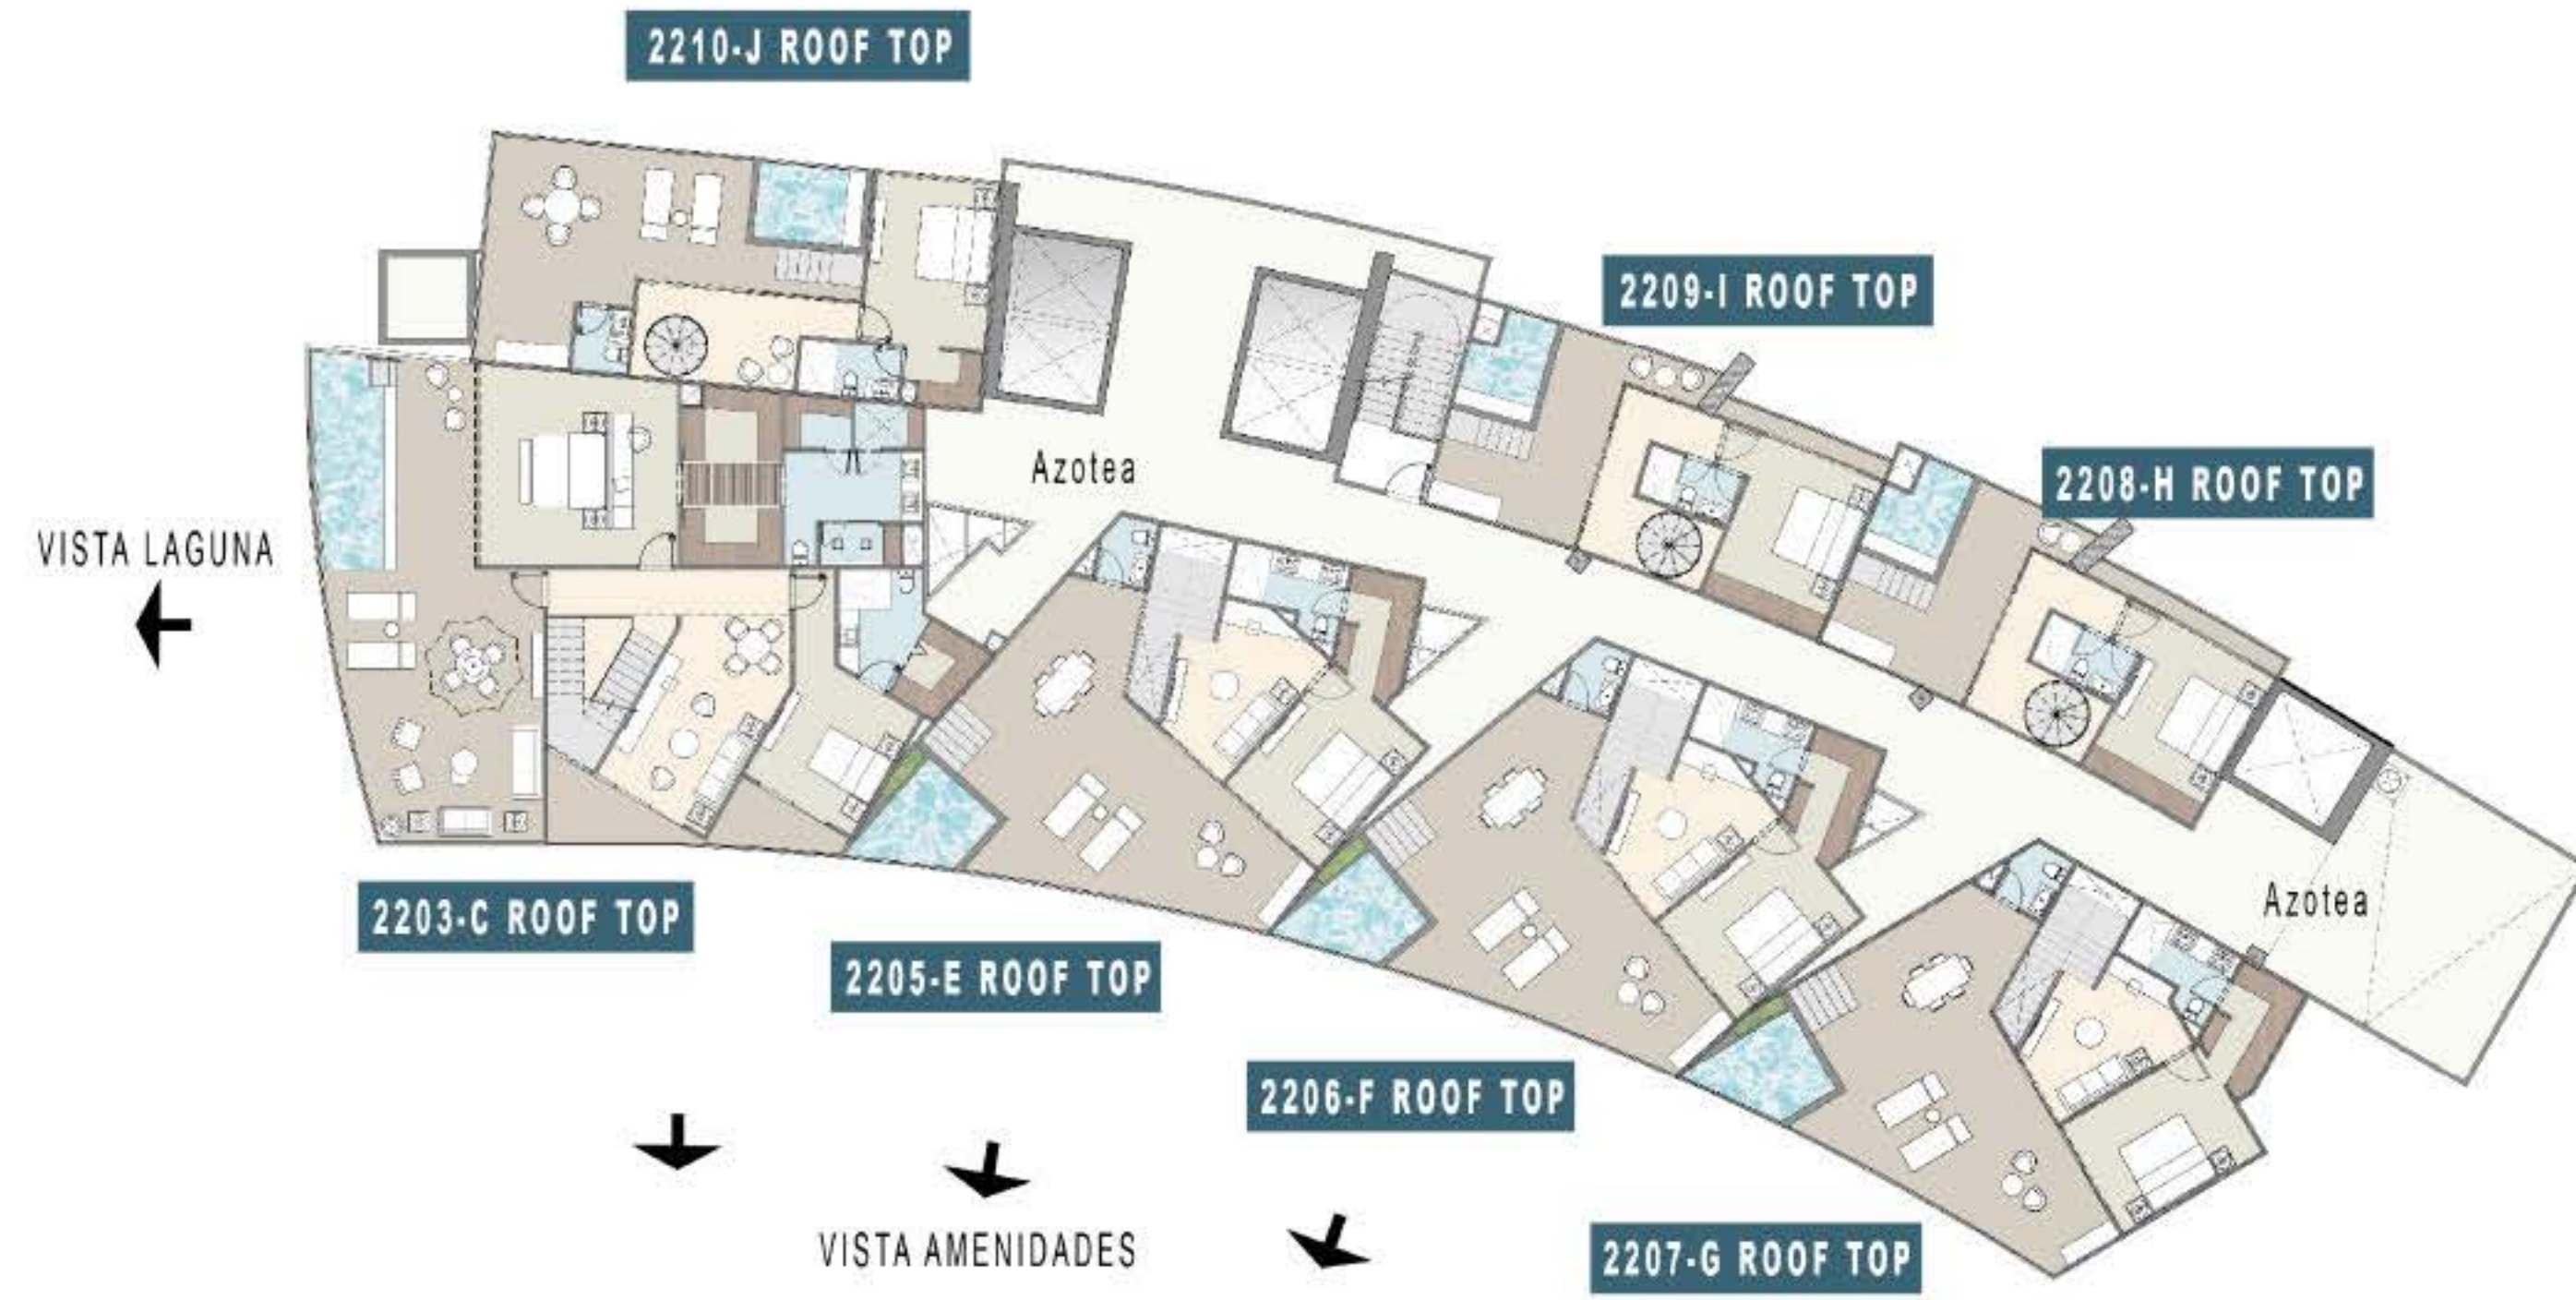 2210-J ROOF TOP
2209-I ROOF TOP
Azotea
2208-H ROOF TOP
VISTA LAGUNA
Azotea
2203-C ROOF TOP
2205-E ROOF TOP
2206-F ROOF TOP
VISTA AMENIDADES
2207-G ROOF TOP